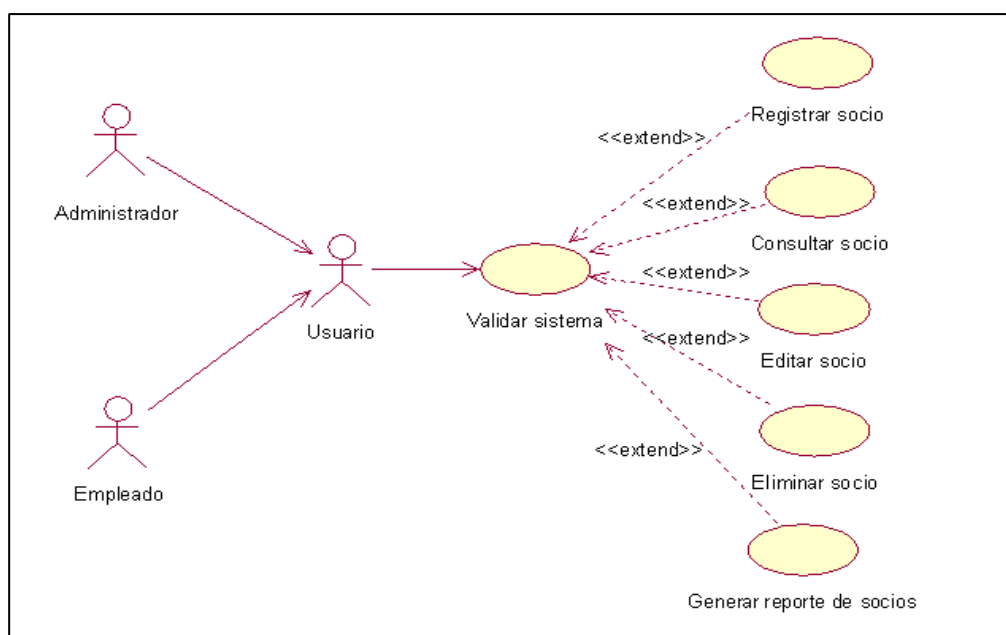 Registrar socio
<<extend>>
Administrador
<<extend>>
Consultar socio
<<extend>>
Usuario
Validar sistema
<<extend>>
Editar socio
<<extend>>
Empleado
Eliminar socio
Generar reporte de socios